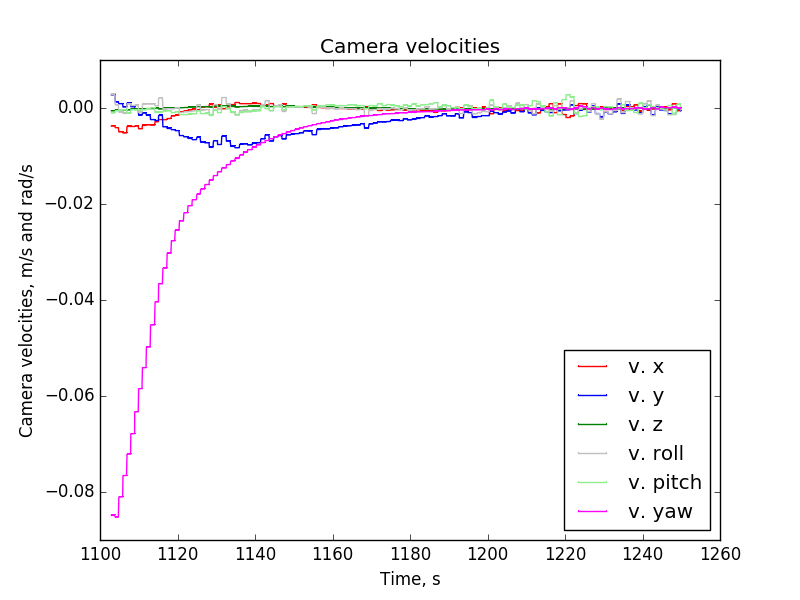 Camera velocities
0.00
−0.02
−0.04
−0.06
−0.08
Camera velocities, m/s and rad/s
v. x
v. y
v. z
v. roll
v. pitch
v. yaw
1100 1120 1140 1160 1180 1200 1220 1240 1260
Time, s